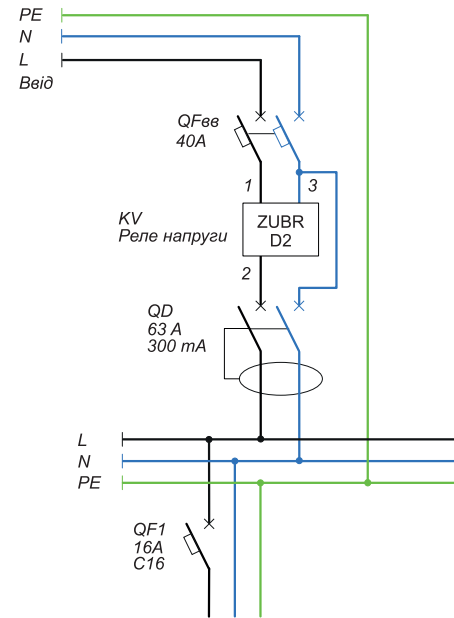 PE
N
L
Ввід
QFвв
40A
1
3
KV
Реле напруги
ZUBR
D2
2
QD
63 A
300 mA
L
N
PE
QF1
16A
C16